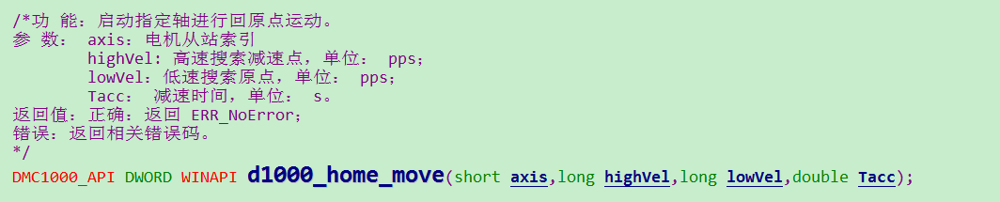 /*功 能：启动指定轴进行回原点运动。
参 数： axis：电机从站索引
highVel：高速搜索减速点，单位： pps；
lowVel：低速搜索原点，单位： pps；
Tacc： 减速时间，单位： s。
返回值：正确：返回 ERR_NoError；
错误：返回相关错误码。
*/
DMC1000_API DWORD WINAPI d1000_home_move(short axis,long highVel,long lowVel,double Tacc);